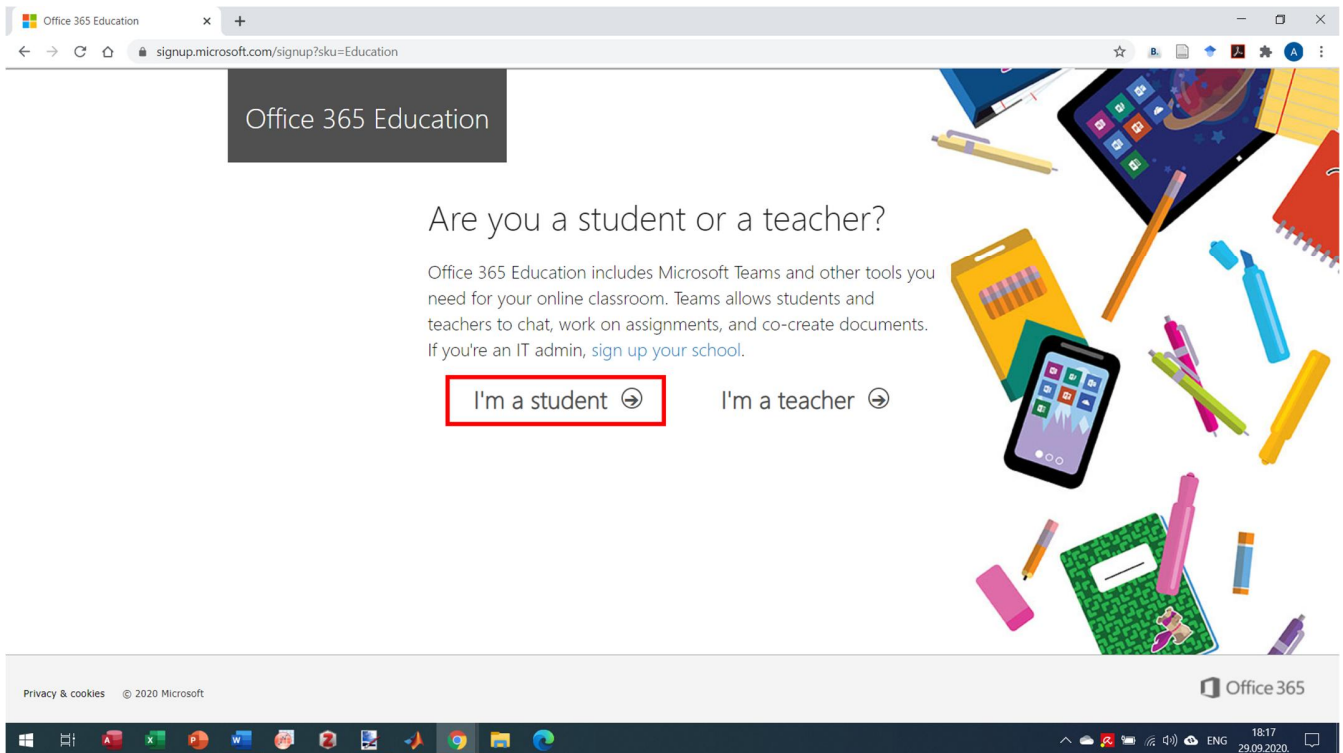 Office 365 Education
signup.microsoft.com/signup?sku=Education
B.
A
Office 365 Education
Are you a student or a teacher?
Office 365 Education includes Microsoft Teams and other tools you
need for your online classroom. Teams allows students and
teachers to chat, work on assignments, and co-create documents.
If you're an IT admin, sign up your school.
I'm a student
I'm a teacher
Privacy & cookies © 2020 Microsoft
Office 365
ENG
18:17
29.09.2020.